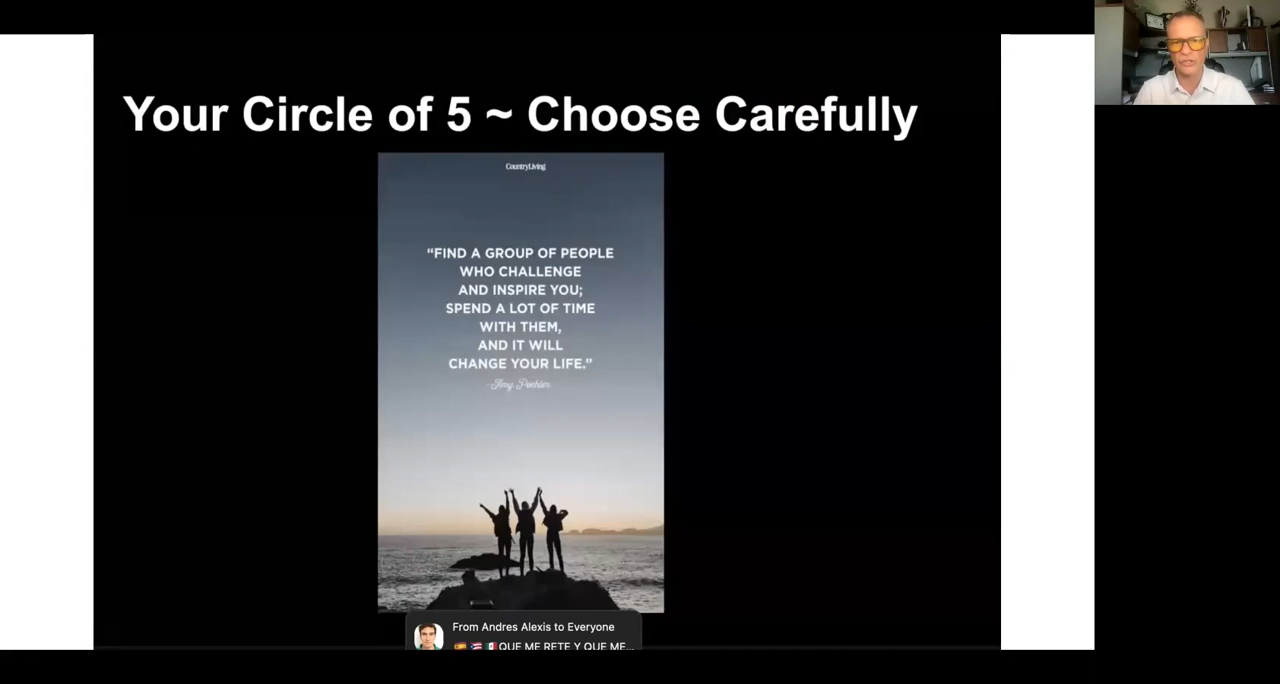 Your Circle of 5 ~ Choose Carefully
CountryLiving
“FIND A GROUP OF PEOPLE
WHO CHALLENGE
AND INSPIRE YOU;
SPEND A LOT OF TIME
WITH THEM,
AND IT WILL
CHANGE YOUR LIFE.”
-Amy Poehler
From Andres Alexis to Everyone
🇪🇸 🇵🇷 🇲🇽QUE ME RETE Y QUE ME...